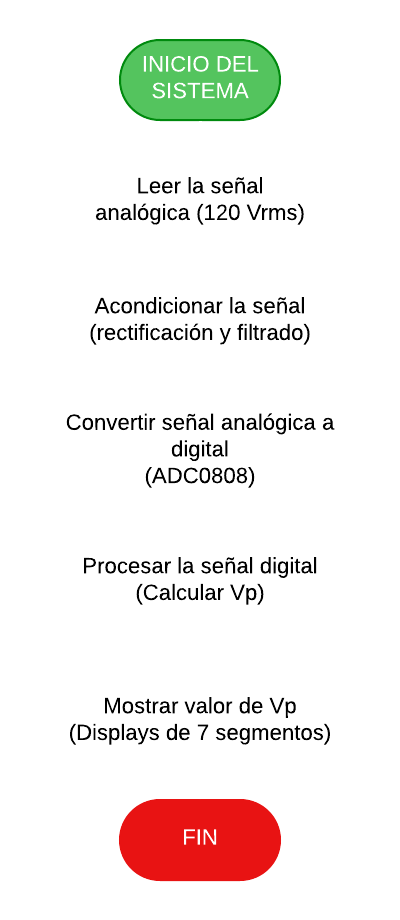 INICIO DEL
SISTEMA
Leer la señal
analógica (120 Vrms)
Acondicionar la señal
(rectificación y filtrado)
Convertir señal analógica a
digital
(ADC0808)
Procesar la señal digital
(Calcular Vp)
Mostrar valor de Vp
(Displays de 7 segmentos)
FIN